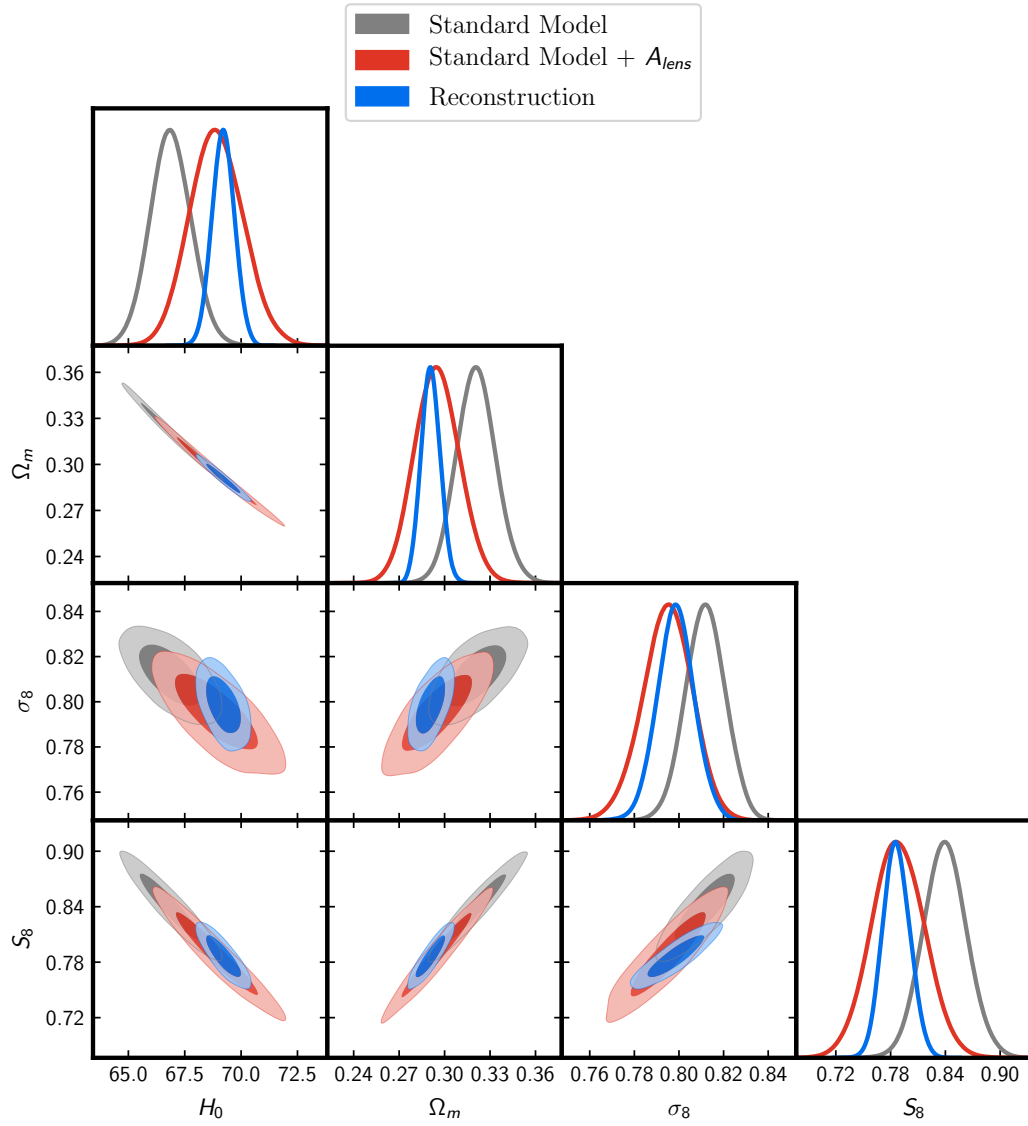 Standard Model
Standard Model + A_lens
Reconstruction
0.36
0.33
0.30
0.27
0.24
Ω_m
0.84
0.82
0.80
0.78
0.76
σ_8
0.90
0.84
0.78
0.72
S_8
65.0 67.5 70.0 72.5
0.24 0.27 0.30 0.33 0.36
0.76 0.78 0.80 0.82 0.84
0.72 0.78 0.84 0.90
H_0
Ω_m
σ_8
S_8